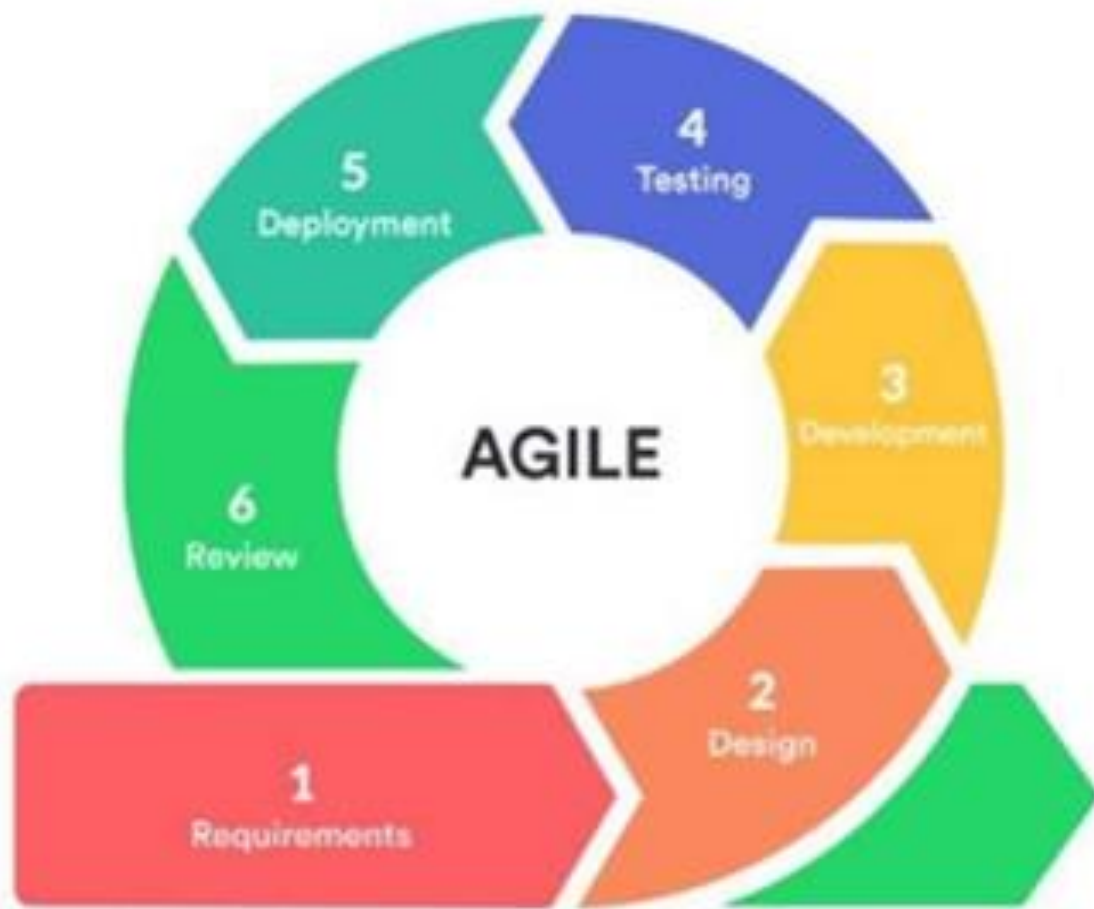 1
Requirements
2
Design
3
Development
4
Testing
5
Deployment
6
Review
AGILE